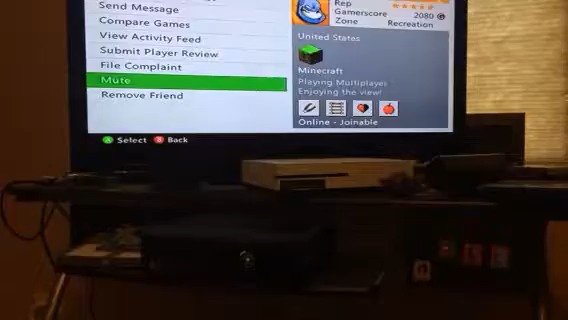 Send Message
Compare Games
View Activity Feed
Submit Player Review
File Complaint
Mute
Remove Friend
A Select B Back
Rep
Gamerscore 2080 G
Zone Recreation
United States
Minecraft
Playing Multiplayer
Enjoying the view!
Online - Joinable